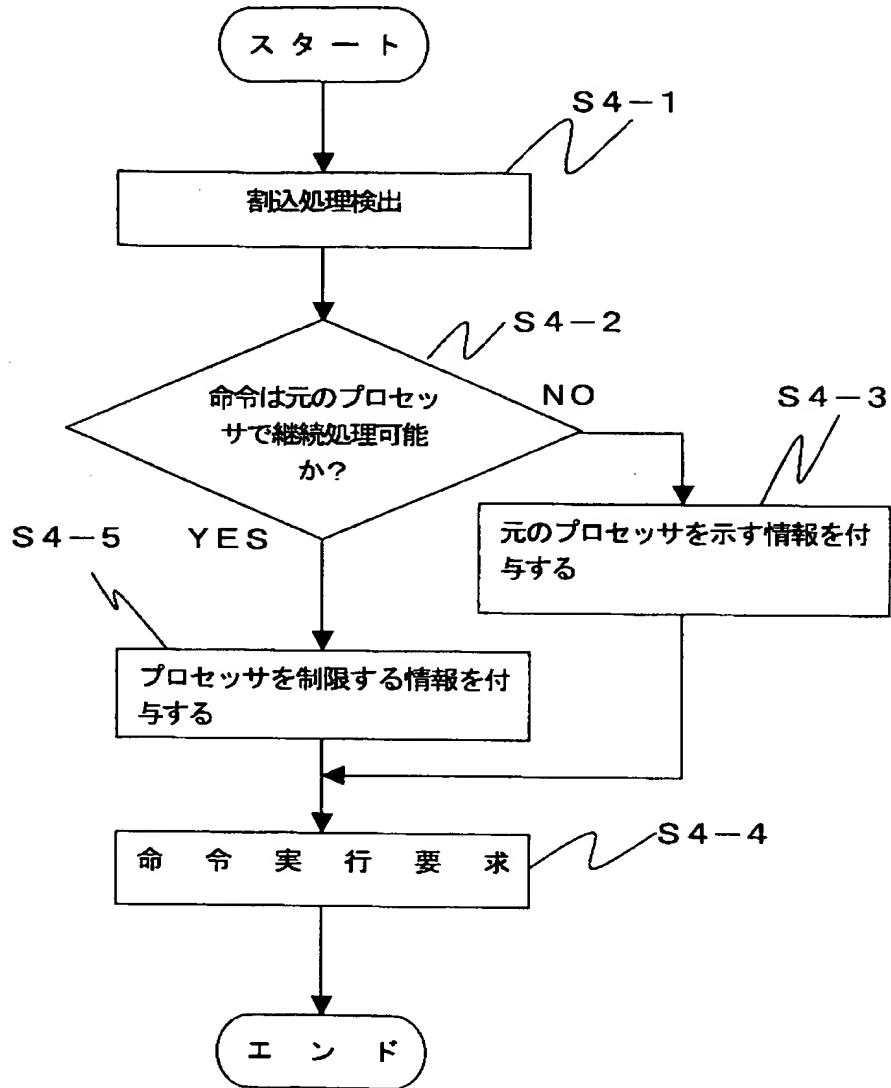 スタート
S4-1
割込処理検出
S4-2
命令は元のプロセッ
サで継続処理可能
か?
NO
S4-3
元のプロセッサを示す情報を付
与する
S4-5
YES
プロセッサを制限する情報を付
与する
命令実行要求
S4-4
エンド